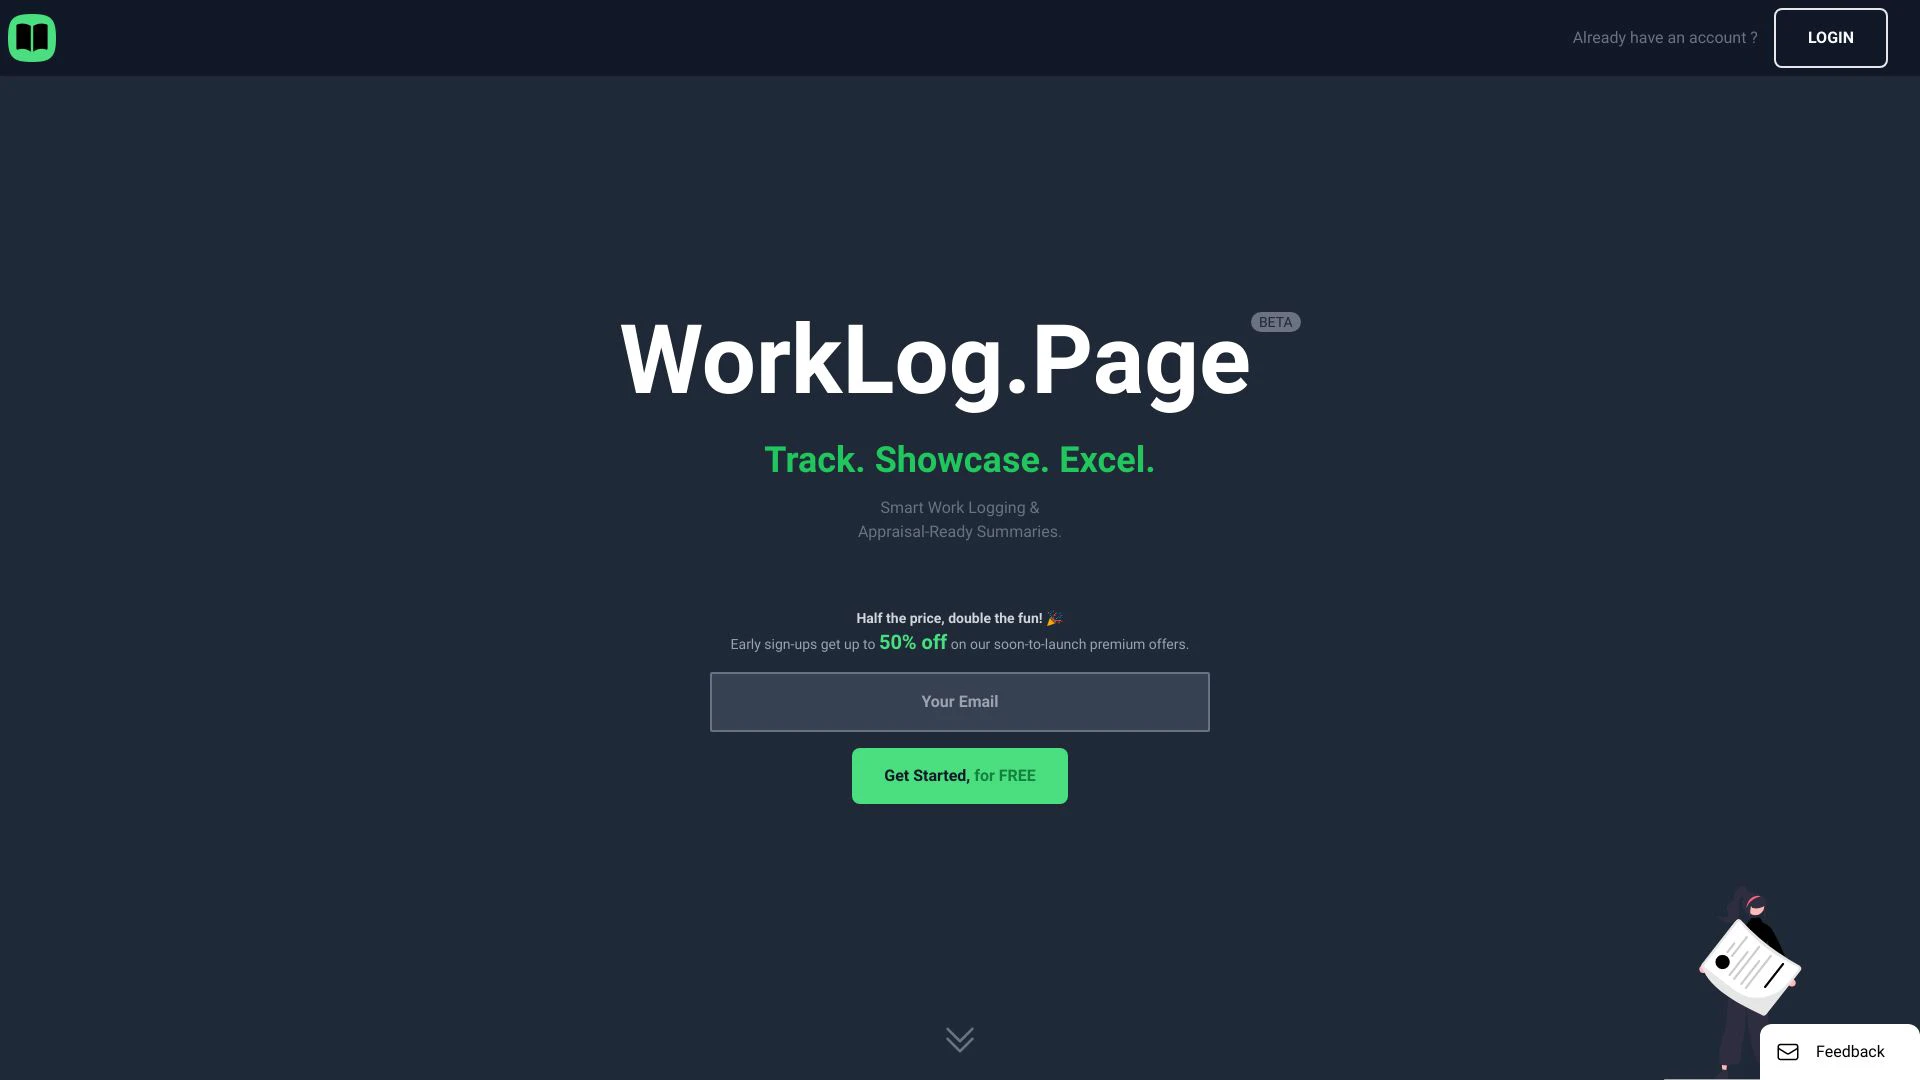 Already have an account ?
LOGIN
WorkLog.Page
BETA
Track. Showcase. Excel.
Smart Work Logging &
Appraisal-Ready Summaries.
Half the price, double the fun! 🎉
Early sign-ups get up to 50% off on our soon-to-launch premium offers.
Your Email
Get Started, for FREE
Feedback